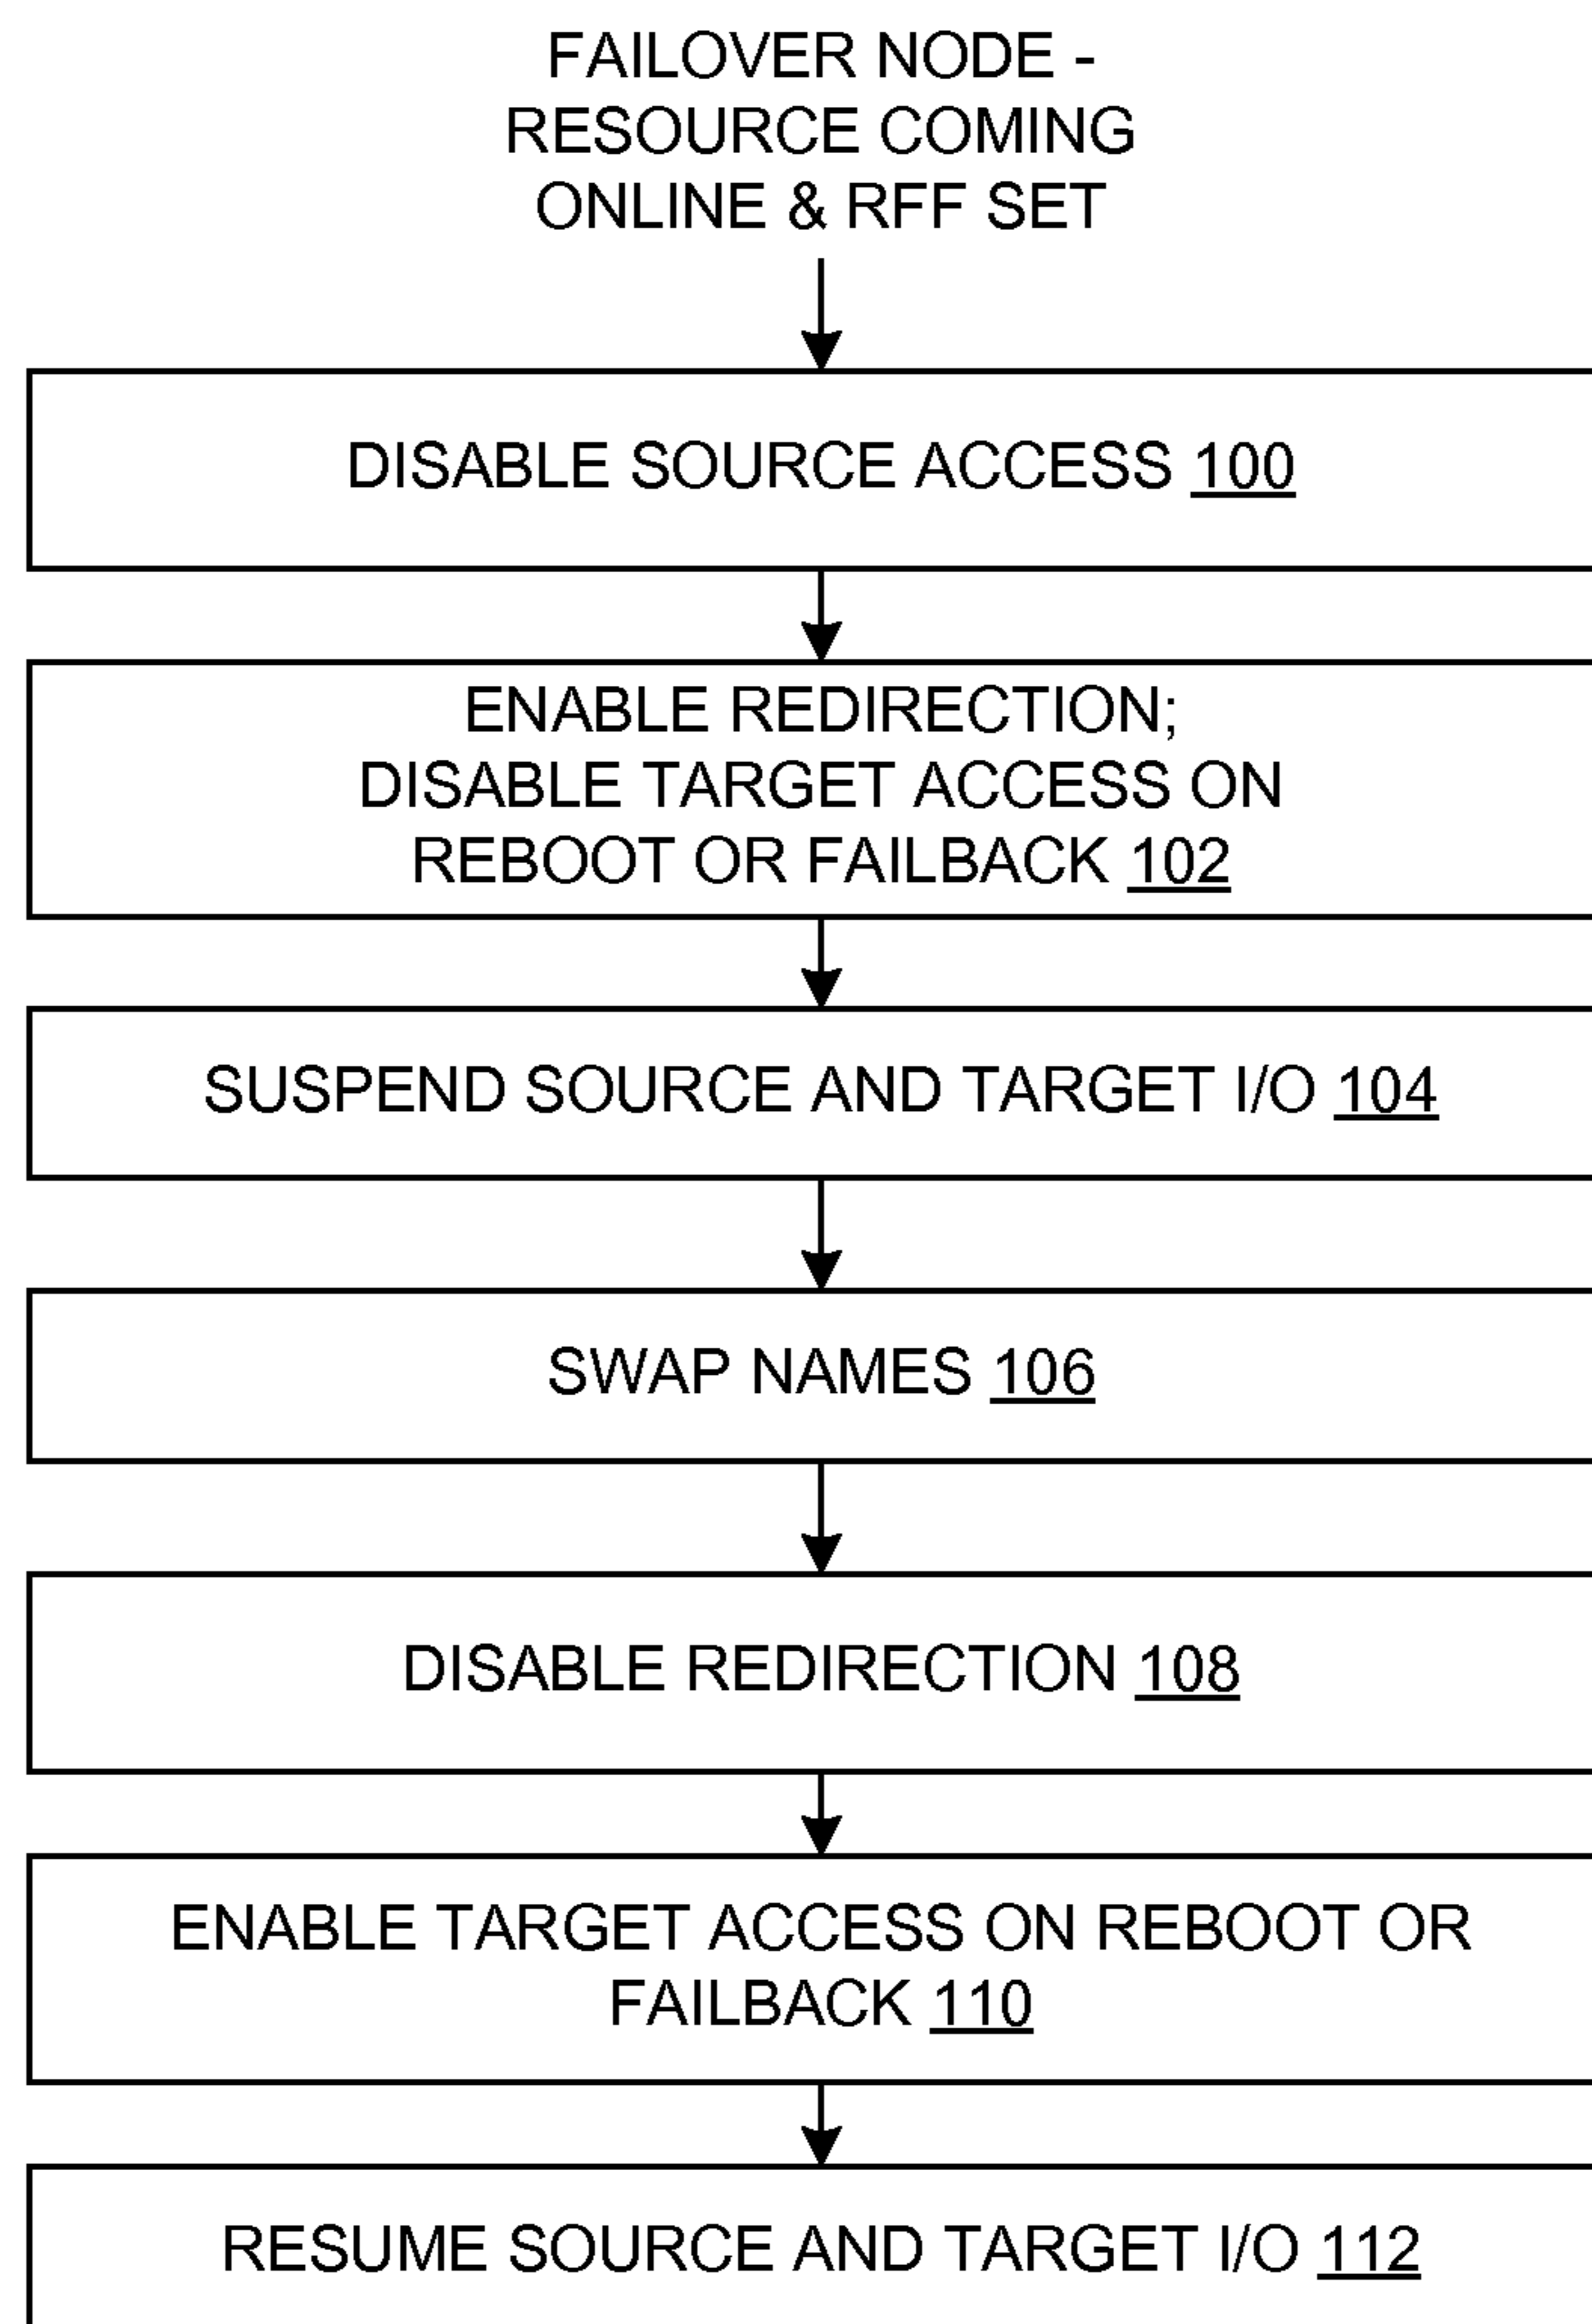 FAILOVER NODE -
RESOURCE COMING
ONLINE & RFF SET
DISABLE SOURCE ACCESS 100
ENABLE REDIRECTION;
DISABLE TARGET ACCESS ON
REBOOT OR FAILBACK 102
SUSPEND SOURCE AND TARGET I/O 104
SWAP NAMES 106
DISABLE REDIRECTION 108
ENABLE TARGET ACCESS ON REBOOT OR
FAILBACK 110
RESUME SOURCE AND TARGET I/O 112